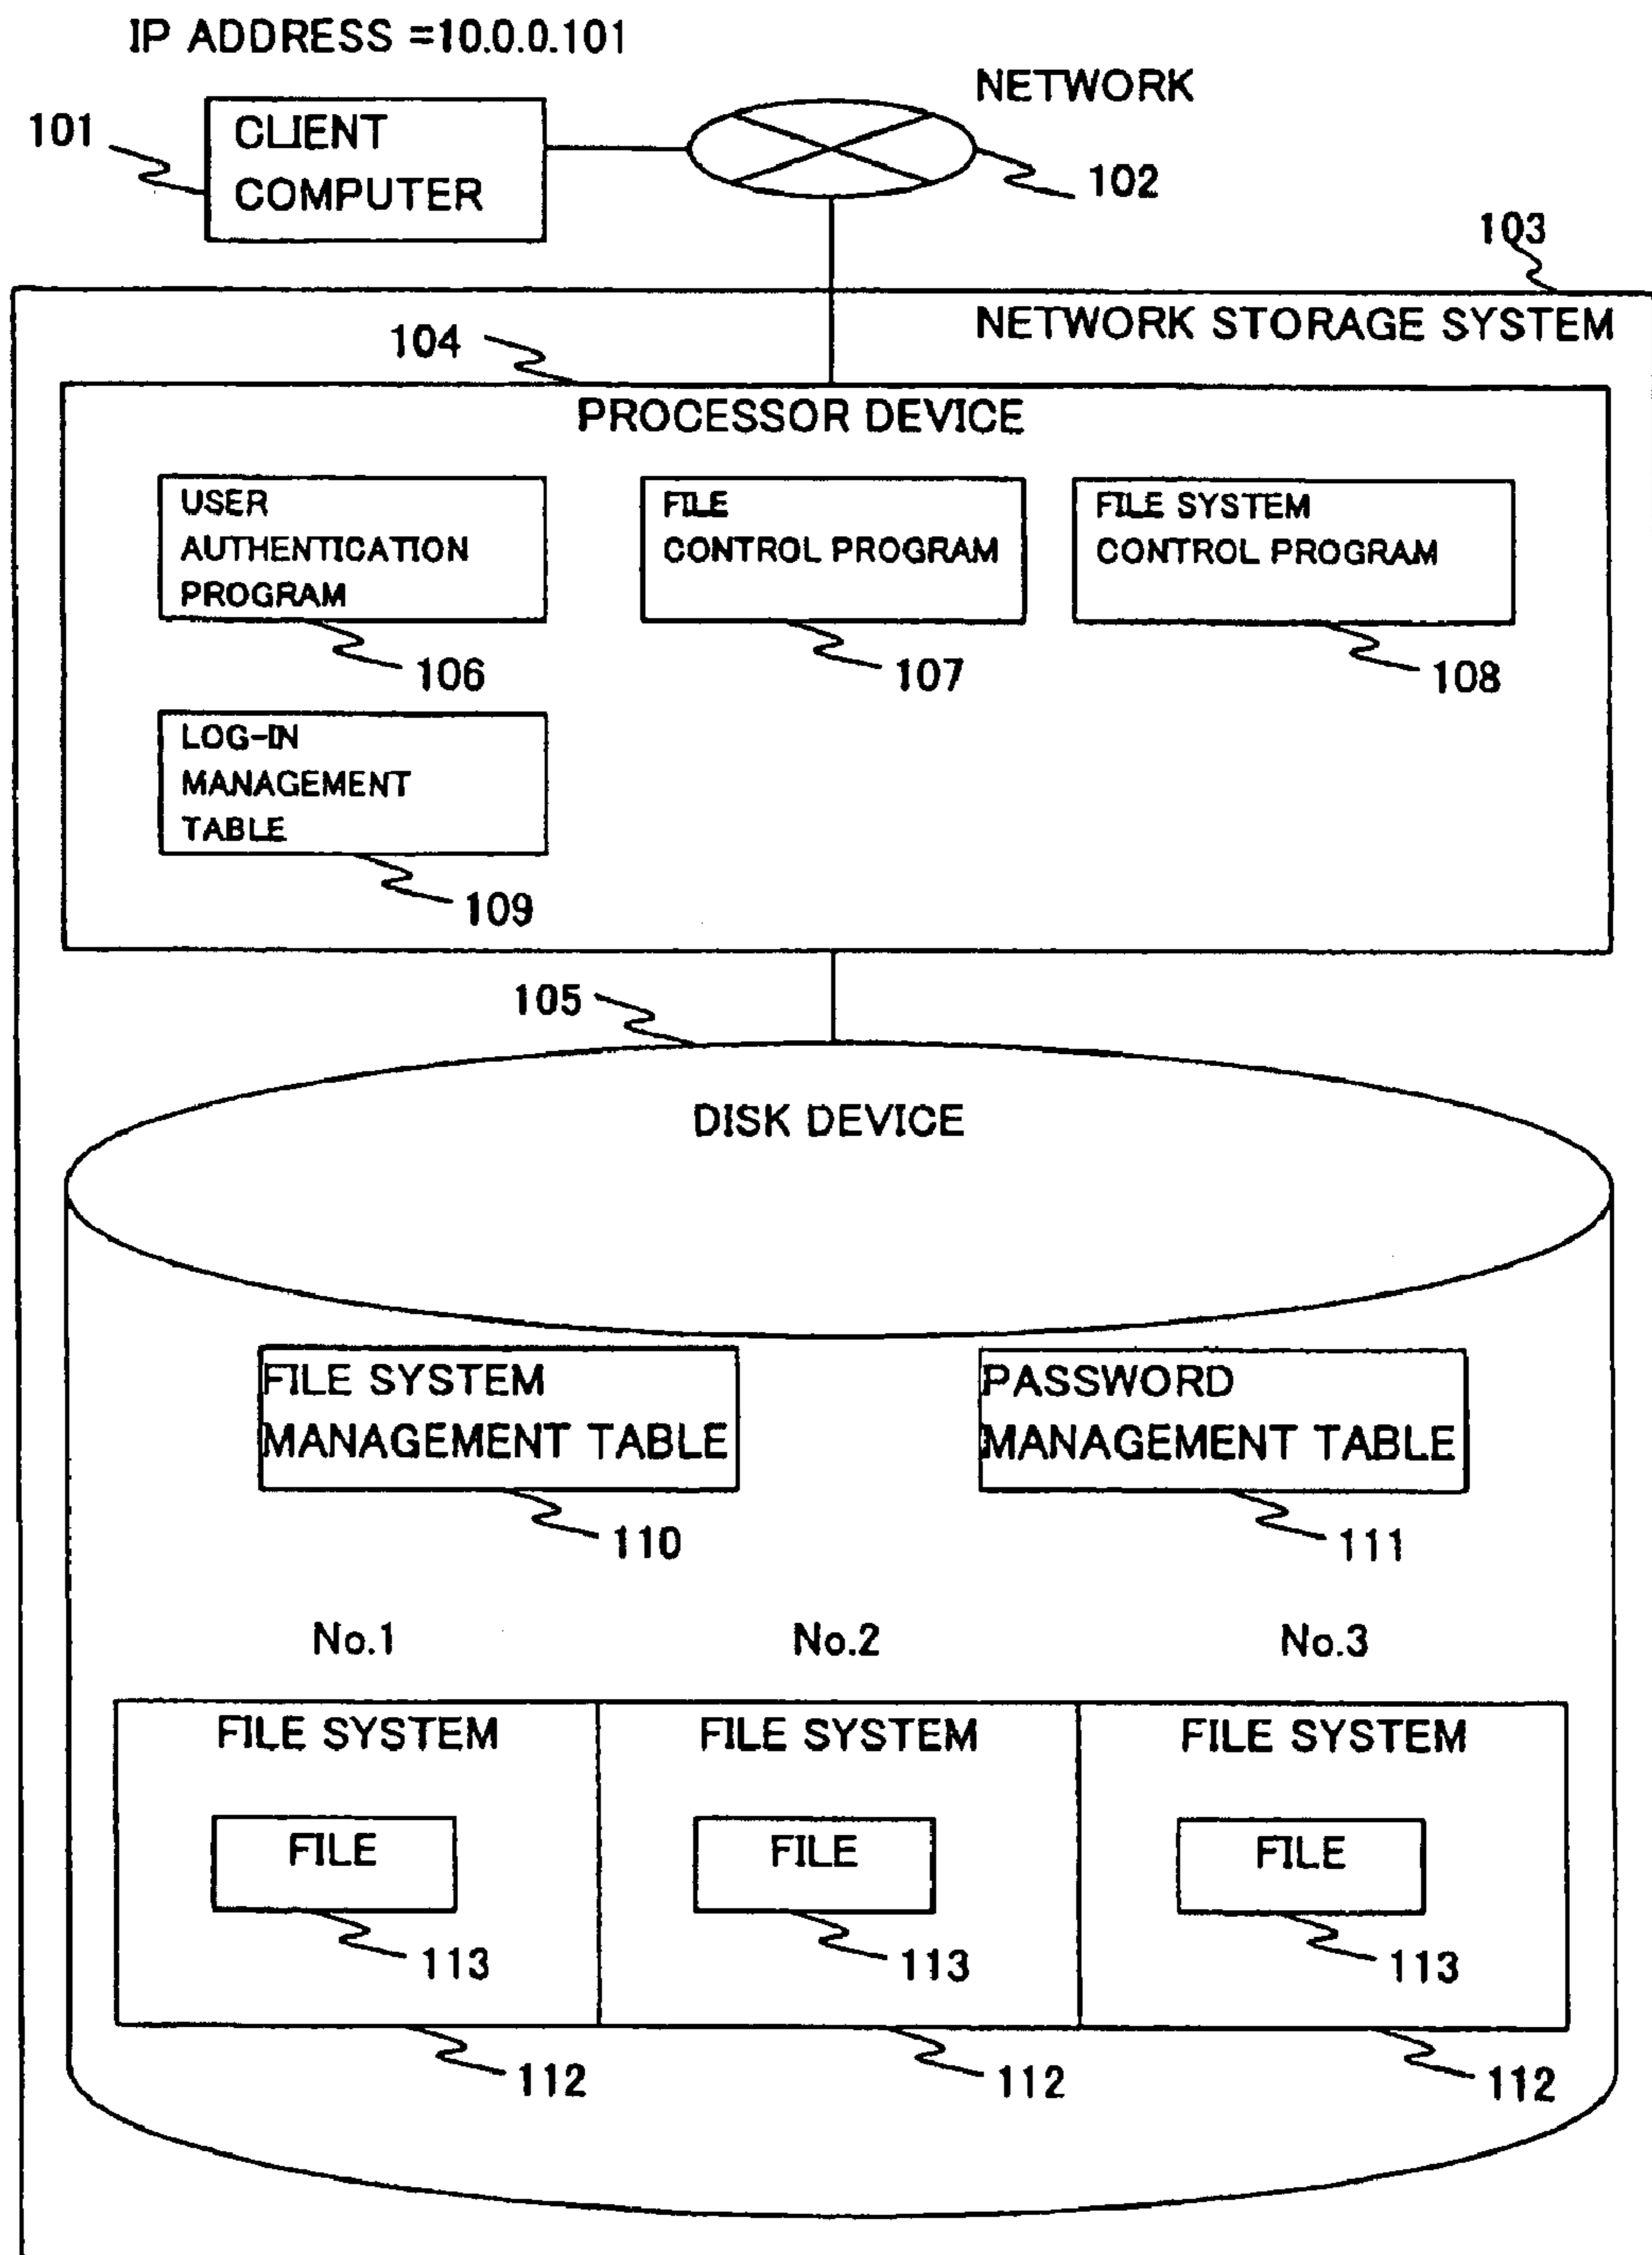 IP ADDRESS =10.0.0.101
NETWORK
101
CLIENT
COMPUTER
102
103
NETWORK STORAGE SYSTEM
104
PROCESSOR DEVICE
USER
AUTHENTICATION
PROGRAM
FILE
CONTROL PROGRAM
FILE SYSTEM
CONTROL PROGRAM
106
107
108
LOG-IN
MANAGEMENT
TABLE
109
105
DISK DEVICE
FILE SYSTEM
MANAGEMENT TABLE
PASSWORD
MANAGEMENT TABLE
110
111
No.1
No.2
No.3
FILE SYSTEM
FILE SYSTEM
FILE SYSTEM
FILE
FILE
FILE
113
113
113
112
112
112